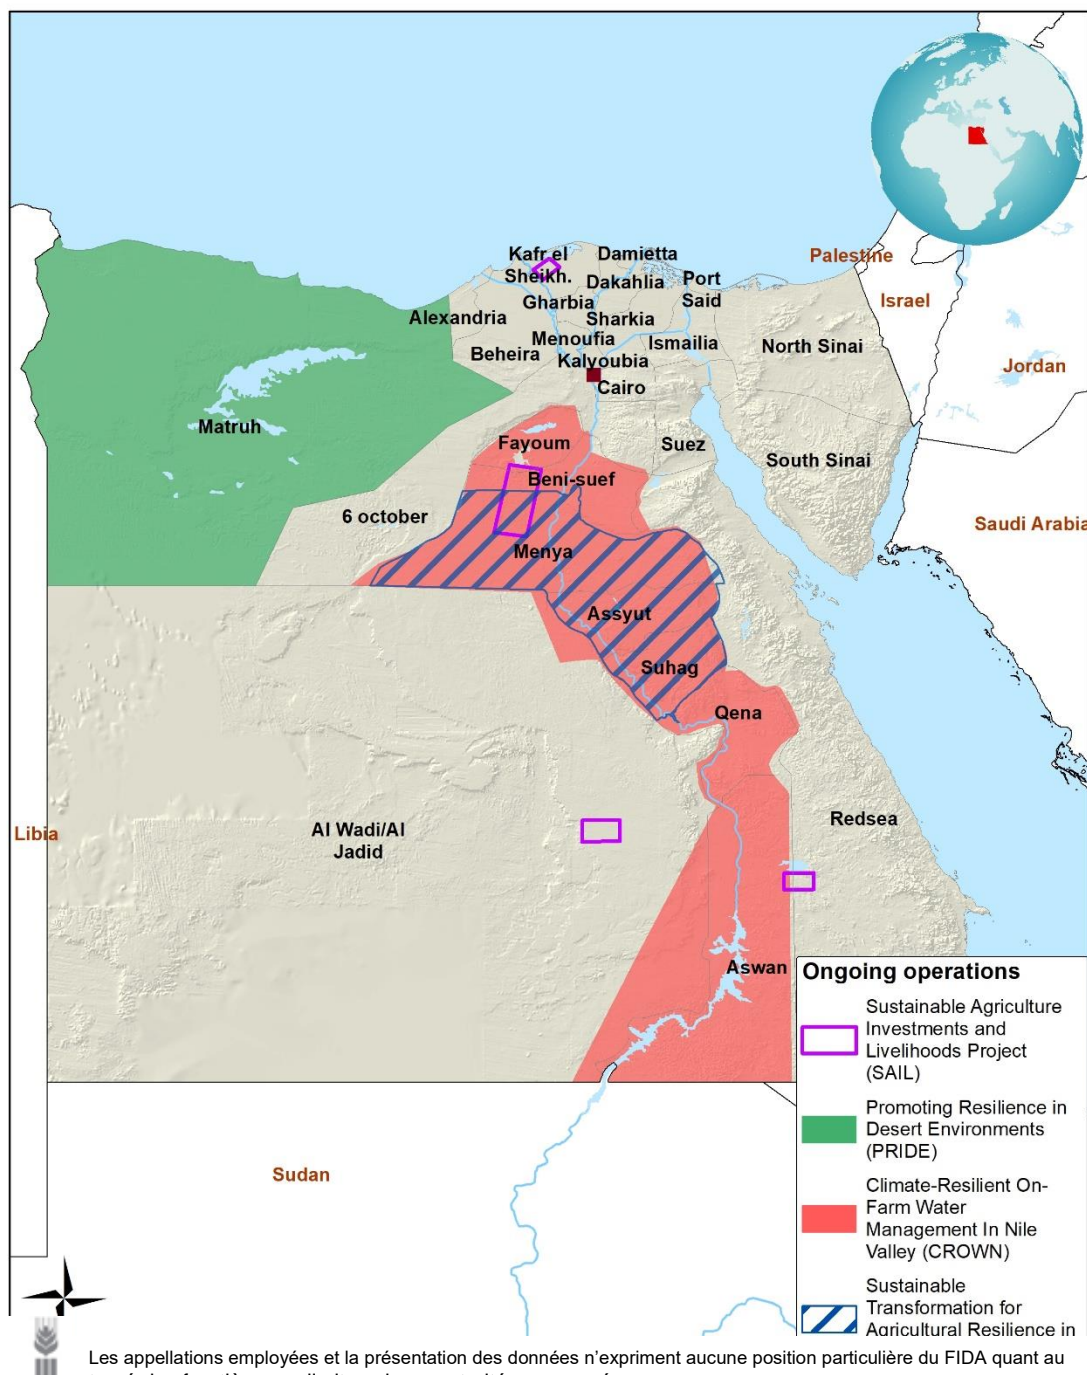 Kafr el
Sheikh.
Damietta
Dakahlia
Port
Said
Gharbia
Alexandria
Sharkia
Menoufia
Ismailia
Beheira
Kalyoubia
Cairo
North Sinai
Palestine
Israel
Jordan
Matruh
Fayoum
Suez
South Sinai
Beni-suef
6 october
Saudi Arabia
Menya
Assyut
Suhag
Qena
Libia
Al Wadi/Al
Jadid
Redsea
Aswan
Sudan
Ongoing operations
Sustainable Agriculture
Investments and
Livelihoods Project
(SAIL)
Promoting Resilience in
Desert Environments
(PRIDE)
Climate-Resilient On-
Farm Water
Management In Nile
Valley (CROWN)
Sustainable
Transformation for
Agricultural Resilience in
Les appellations employées et la présentation des données n'expriment aucune position particulière du FIDA quant au